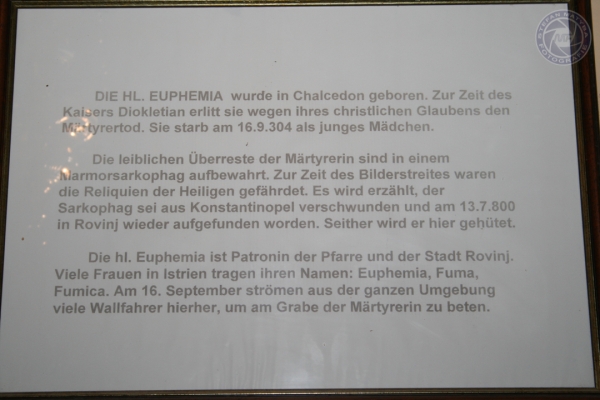 DIE HL. EUPHEMIA wurde in Chalcedon geboren. Zur Zeit des
Kaisers Diokletian erlitt sie wegen ihres christlichen Glaubens den
Märtyrertod. Sie starb am 16.9.304 als junges Mädchen.
Die leiblichen Überreste der Märtyrerin sind in einem
Marmorsarkophag aufbewahrt. Zur Zeit des Bilderstreites waren
die Reliquien der Heiligen gefährdet. Es wird erzählt, der
Sarkophag sei aus Konstantinopel verschwunden und am 13.7.800
in Rovinj wieder aufgefunden worden. Seither wird er hier gehütet.
Die hl. Euphemia ist Patronin der Pfarre und der Stadt Rovinj.
Viele Frauen in Istrien tragen ihren Namen: Euphemia, Fuma,
Fumica. Am 16. September strömen aus der ganzen Umgebung
viele Wallfahrer hierher, um am Grabe der Märtyrerin zu beten.